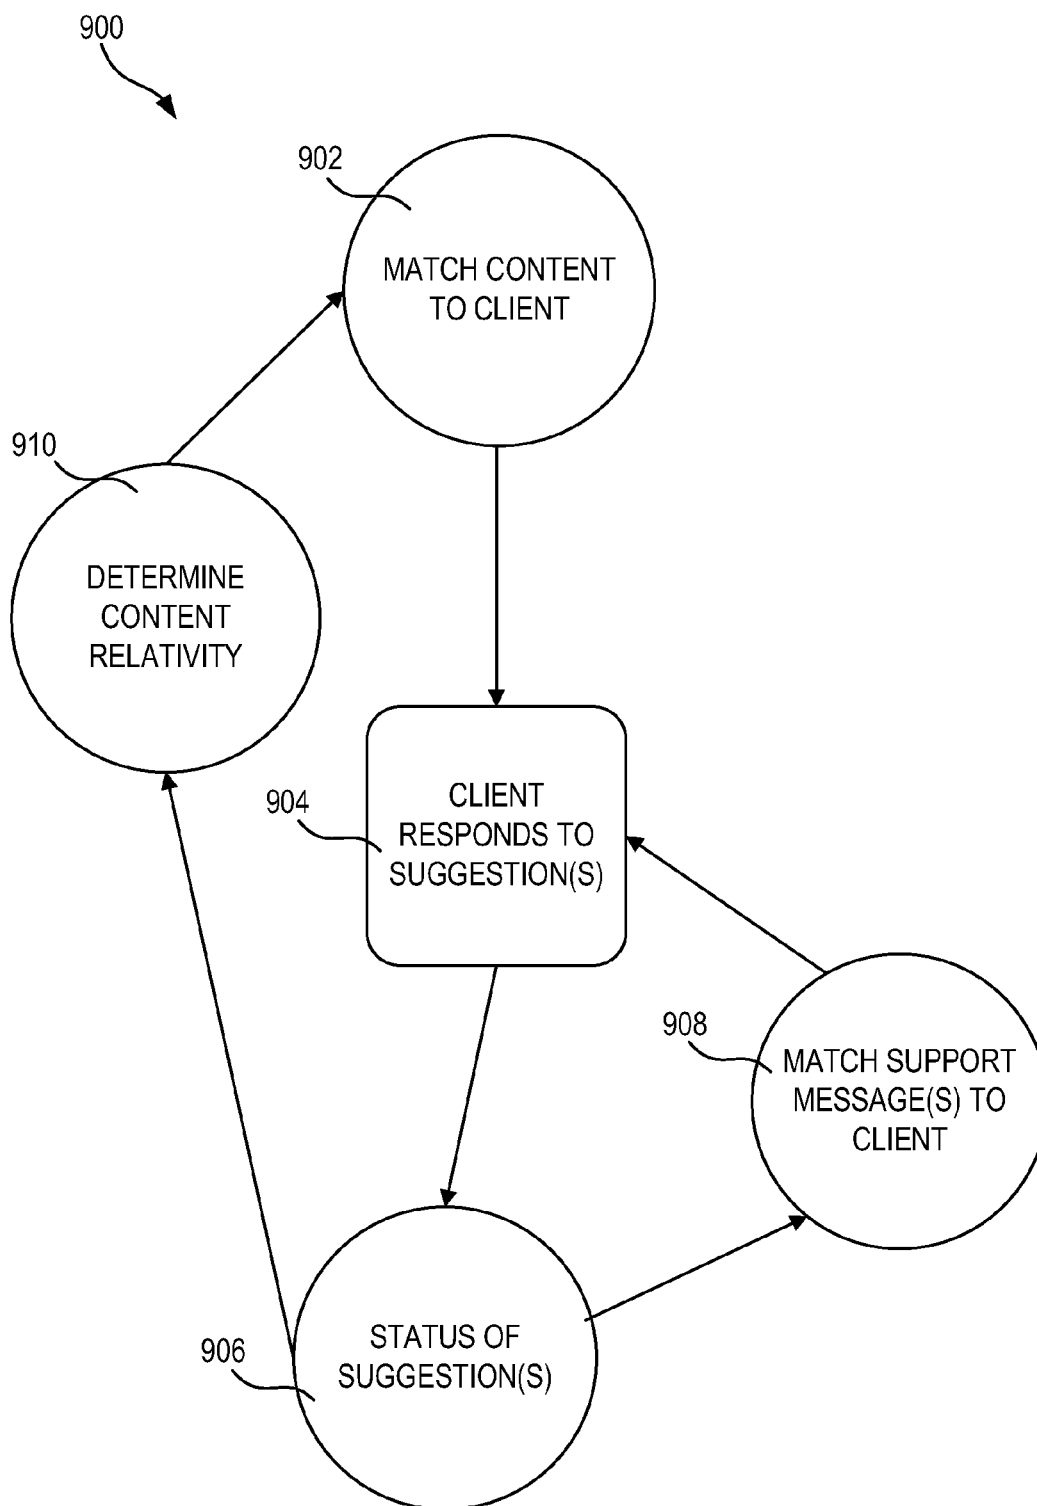 900
902
MATCH CONTENT
TO CLIENT
910
DETERMINE
CONTENT
RELATIVITY
904
CLIENT
RESPONDS TO
SUGGESTION(S)
908
MATCH SUPPORT
MESSAGE(S) TO
CLIENT
906
STATUS OF
SUGGESTION(S)